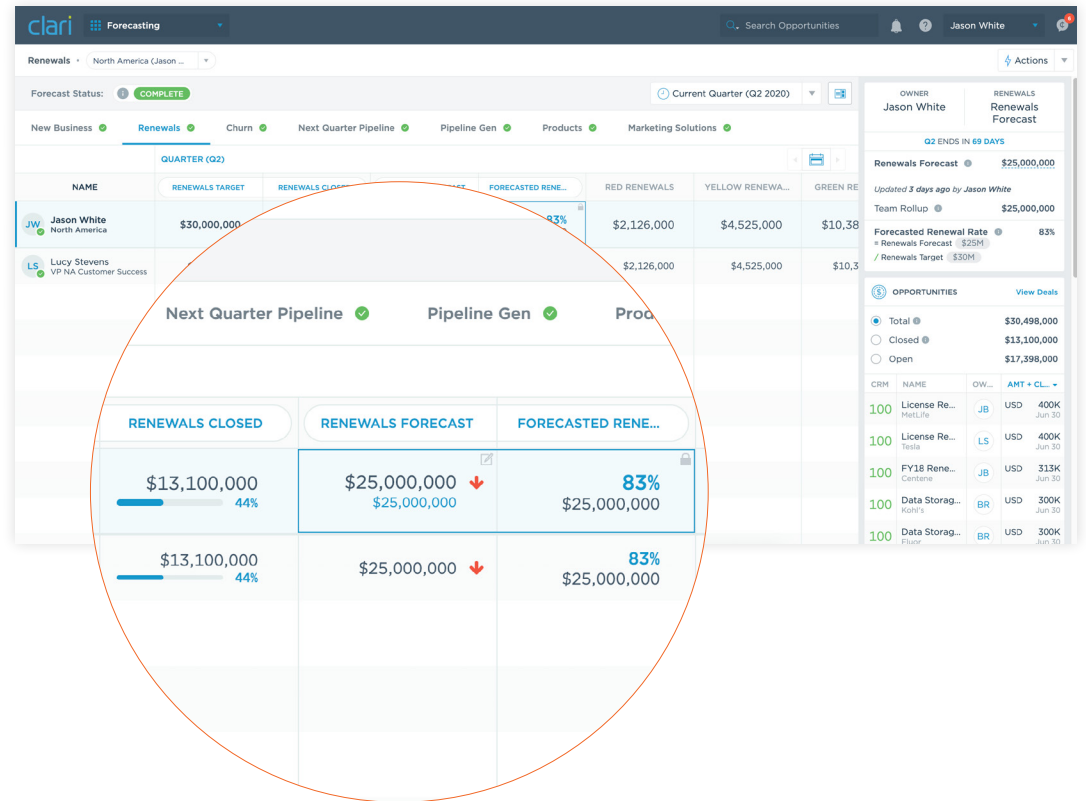 clari Forecasting Search Opportunities ? Jason White 6
Renewals • North America (Jason ... Actions
Forecast Status: COMPLETE Current Quarter (Q2 2020)
New Business Renewals Churn Next Quarter Pipeline Pipeline Gen Products Marketing Solutions
QUARTER (Q2)
NAME RENEWALS TARGET FORECASTED RENE... RED RENEWALS YELLOW RENEWA... GREEN RE
JW Jason White $30,000,000 83% $2,126,000 $4,525,000 $10,38
North America
LS Lucy Stevens $2,126,000 $4,525,000 $10,3
VP NA Customer Success
Next Quarter Pipeline Pipeline Gen Prod
RENEWALS CLOSED RENEWALS FORECAST FORECASTED RENE...
$13,100,000 $25,000,000 83%
44% $25,000,000 $25,000,000
$13,100,000 $25,000,000 83%
44% $25,000,000
OWNER RENEWALS
Jason White Renewals
Forecast
Q2 ENDS IN 69 DAYS
Renewals Forecast $25,000,000
Updated 3 days ago by Jason White
Team Rollup $25,000,000
Forecasted Renewal Rate 83%
= Renewals Forecast $25M
/ Renewals Target $30M
OPPORTUNITIES View Deals
Total $30,498,000
Closed $13,100,000
Open $17,398,000
CRM NAME OW... AMT + CL...
100 License Re... JB USD 400K
MetLife Jun 30
100 License Re... LS USD 400K
Tesla Jun 30
100 FY18 Rene... JB USD 313K
Centene Jun 30
100 Data Storag... BR USD 300K
Kohl's Jun 30
100 Data Storag... BR USD 300K
Fluor Jun 30